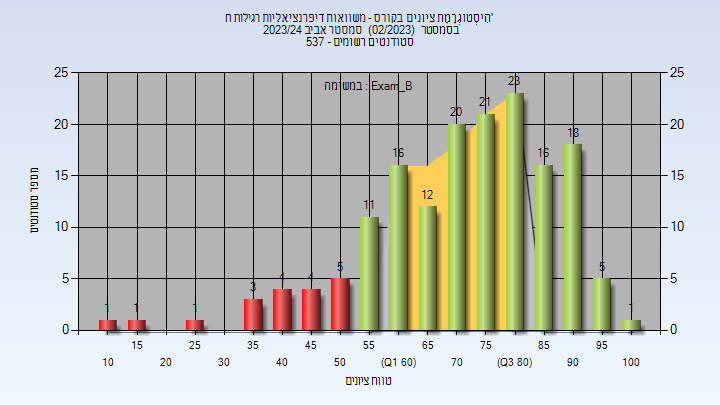 הִיסטוֹגרָמַת ציונים בקורס - משוואות דיפרנציאליות רגילות ח'
בסמסטר (02/2023) סמסטר אביב 2023/24
סטודנטים רשומים - 537
במשימה : Exam_B
25 25
20 20
15 15
10 10
5 5
0 0
מספר סטודנטים
1 1 1 3 4 4 5 11 16 12 20 21 23 16 18 5 1
15 25 35 45 55 65 75 85 95
10 20 30 40 50 (Q1 60) 70 (Q3 80) 90 100
טווח ציונים